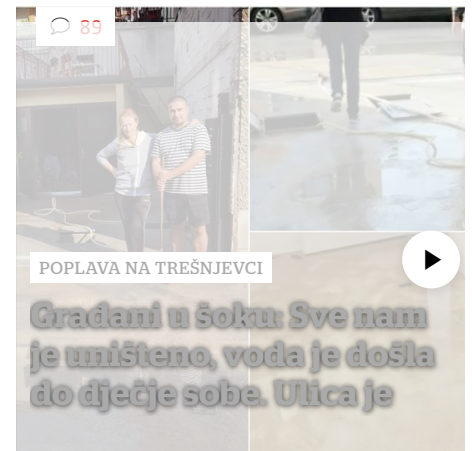 89
POPLAVA NA TREŠNJEVCI
Građani u šoku: Sve nam
je uništeno, voda je došla
do dječje sobe. Ulica je